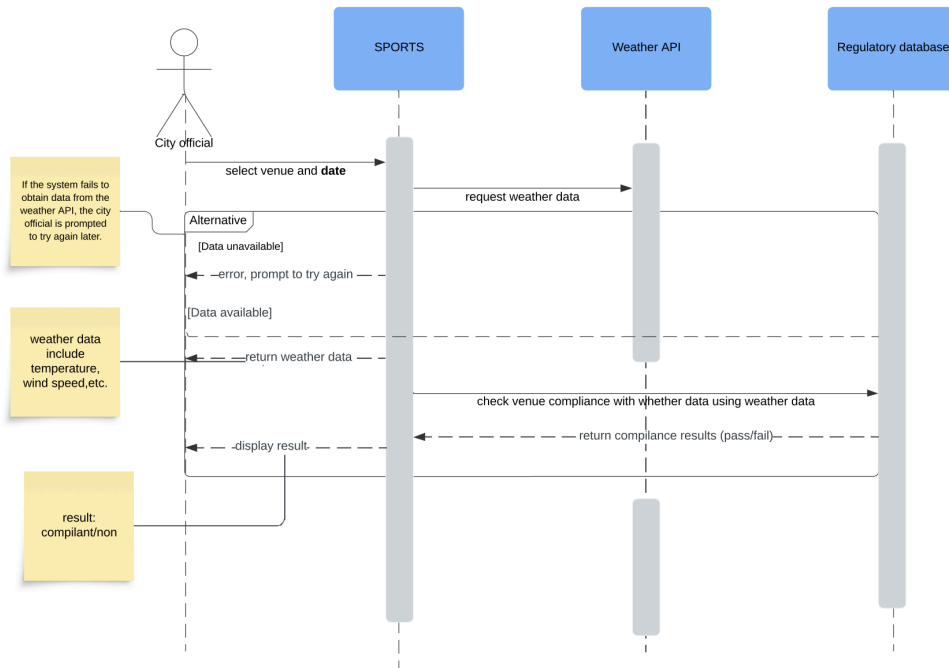 SPORTS
Weather API
Regulatory database
City official
select venue and date
If the system fails to
obtain data from the
weather API, the city
official is prompted
to try again later.
request weather data
Alternative
[Data unavailable]
error, prompt to try again
[Data available]
weather data
include
temperature,
wind speed,etc.
return weather data
check venue compliance with whether data using weather data
return compilance results (pass/fail)
display result
result:
compilant/non